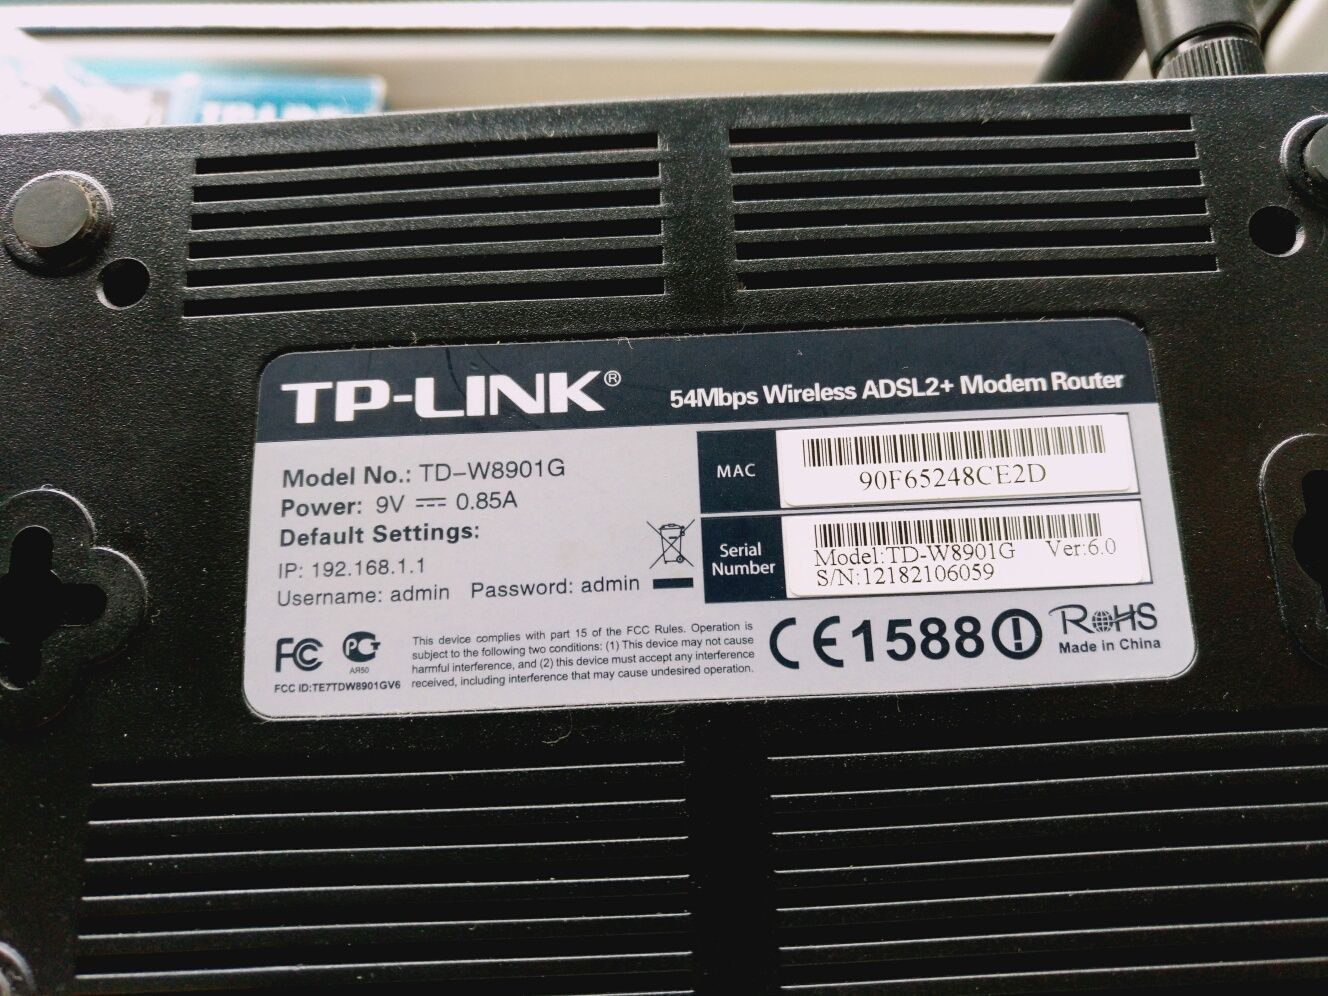 TP-LINK®
54Mbps Wireless ADSL2+ Modem Router
Model No.: TD-W8901G
Power: 9V 0.85A
Default Settings:
IP: 192.168.1.1
Username: admin Password: admin
MAC
90F65248CE2D
Serial Number
Model:TD-W8901G Ver:6.0
S/N:12182106059
FC
РСТ
АЯ50
FCC ID:TE7TDW8901GV6
This device complies with part 15 of the FCC Rules. Operation is
subject to the following two conditions: (1) This device may not cause
harmful interference, and (2) this device must accept any interference
received, including interference that may cause undesired operation.
CE1588
RoHS
Made in China